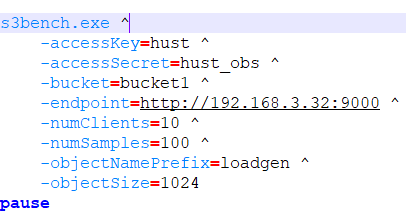 s3bench.exe ^
-accessKey=hust ^
-accessSecret=hust_obs ^
-bucket=bucket1 ^
-endpoint=http://192.168.3.32:9000 ^
-numClients=10 ^
-numSamples=100 ^
-objectNamePrefix=loadgen ^
-objectSize=1024
pause